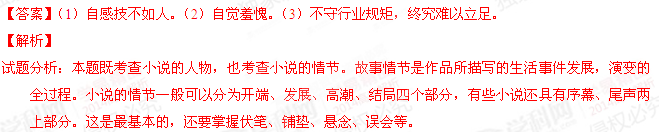 【答案】(1)自感技不如人。(2)自觉羞愧。(3)不守行业规矩,终究难以立足。
【解析】
试题分析:本题既考查小说的人物,也考查小说的情节。故事情节是作品所描写的生活事件发展,演变的
全过程。小说的情节一般可以分为开端、发展、高潮、结局四个部分,有些小说还具有序幕、尾声两
上部分。这是最基本的,还要掌握伏笔、铺垫、悬念、误会等。